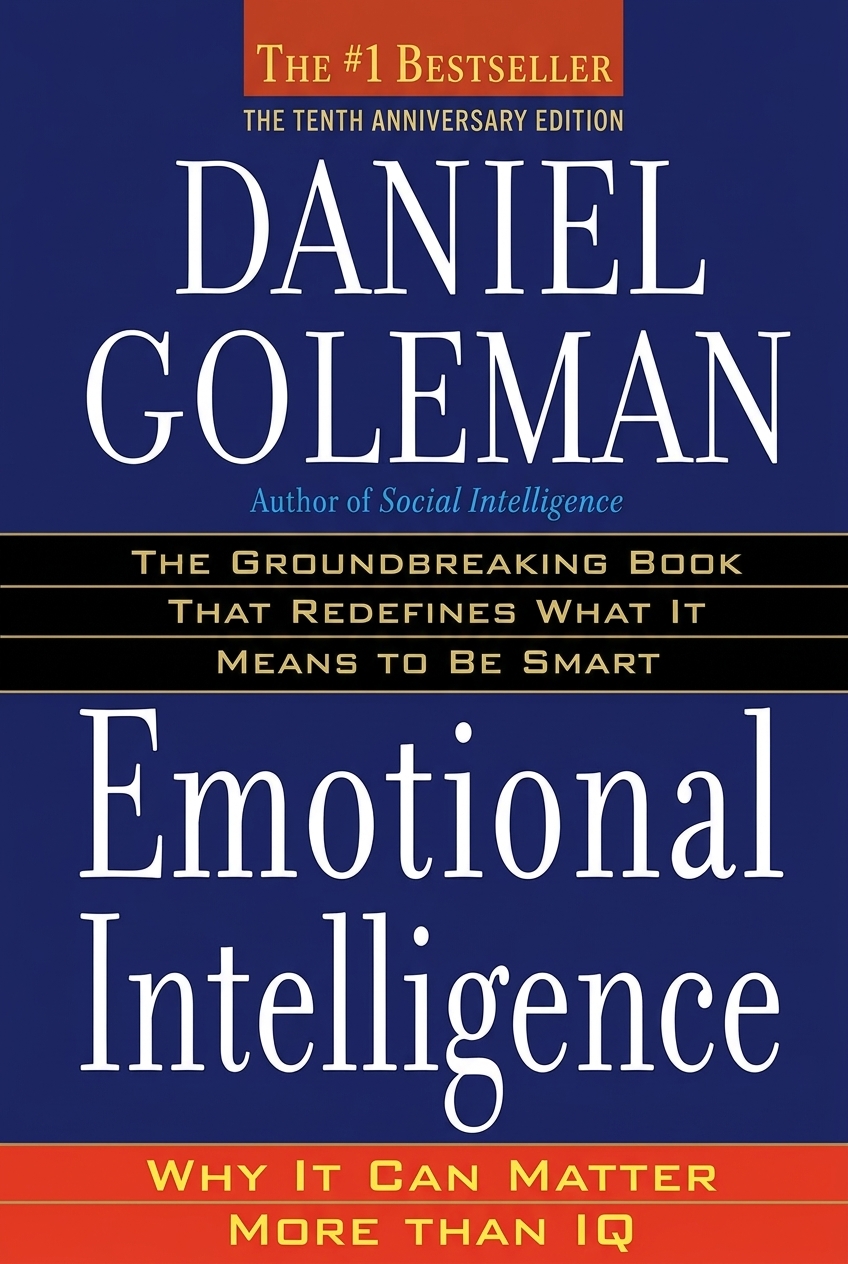 THE #1 BESTSELLER
THE TENTH ANNIVERSARY EDITION
DANIEL
GOLEMAN
Author of Social Intelligence
THE GROUNDBREAKING BOOK
THAT REDEFINES WHAT IT
MEANS TO BE SMART
Emotional
Intelligence
WHY IT CAN MATTER
MORE THAN IQ